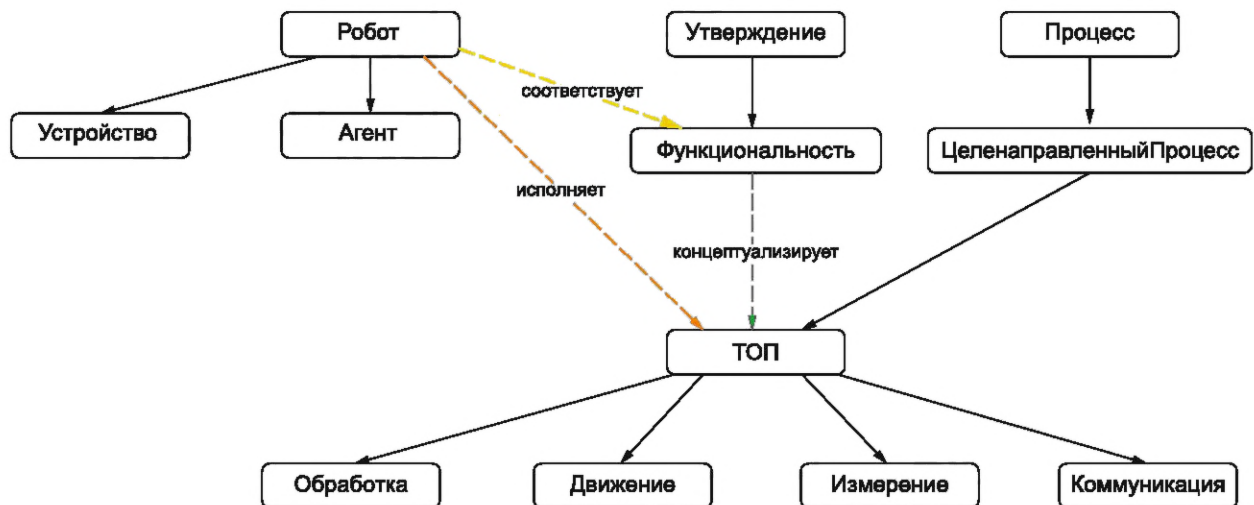 Робот
Утверждение
Процесс
соответствует
Устройство
Агент
Функциональность
ЦеленаправленныйПроцесс
исполняет
концептуализирует
ТОП
Обработка
Движение
Измерение
Коммуникация